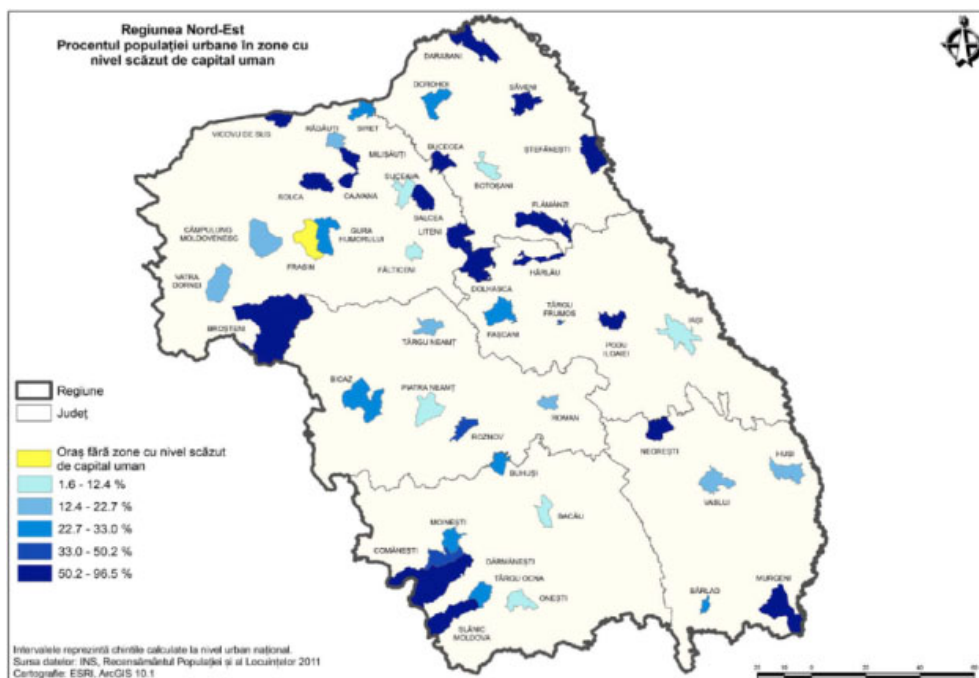 Regiunea Nord-Est
Procentul populației urbane în zone cu
nivel scăzut de capital uman
DARABANI
DOROHOI
SĂVENI
SIRET
VICOVU DE SUS
RĂDĂUȚI
MILIȘĂUȚI
BUCECEA
ȘTEFĂNEȘTI
SUCEAVA
BOTOȘANI
SOLCA
CAJVANA
SALCEA
FLĂMÂNZI
CÂMPULUNG
MOLDOVENESC
GURA
HUMORULUI
LITENI
FRASIN
FĂLTICENI
HÂRLĂU
VATRA
DORNEI
DOLHASCA
TÂRGU
FRUMOS
IAȘI
BROȘTENI
PAȘCANI
TÂRGU NEAMȚ
PODU
ILOAIEI
BICAZ
PIATRA NEAMȚ
ROMAN
ROZNOV
NEGREȘTI
HUȘI
BUHUȘI
VASLUI
BACĂU
MOINEȘTI
COMĂNEȘTI
DĂRMĂNEȘTI
TÂRGU OCNA
ONEȘTI
BÂRLAD
MURGENI
SLĂNIC
MOLDOVA
Regiune
Județ
Oraș fără zone cu nivel scăzut
de capital uman
1.6 - 12.4 %
12.4 - 22.7 %
22.7 - 33.0 %
33.0 - 50.2 %
50.2 - 96.5 %
Intervalele reprezintă chintile calculate la nivel urban național.
Sursa datelor: INS, Recensământul Populației și al Locuințelor 2011
Cartografie: ESRI, ArcGIS 10.1